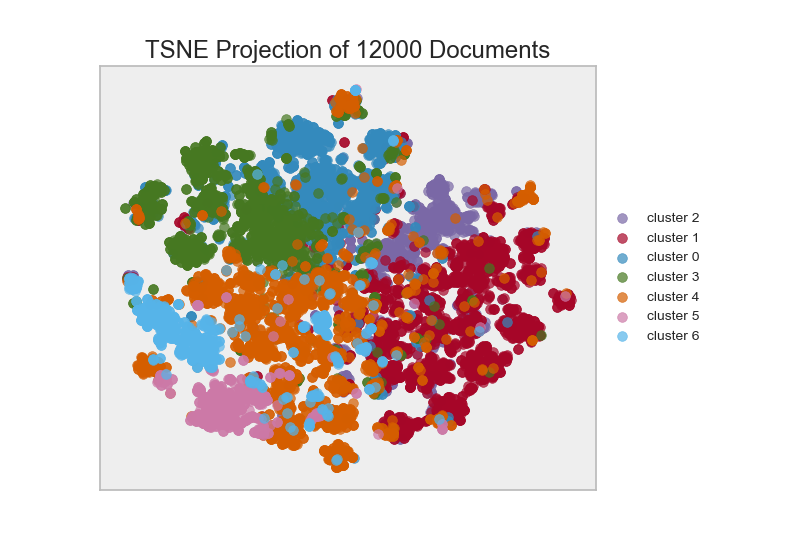 TSNE Projection of 12000 Documents
cluster 2
cluster 1
cluster 0
cluster 3
cluster 4
cluster 5
cluster 6